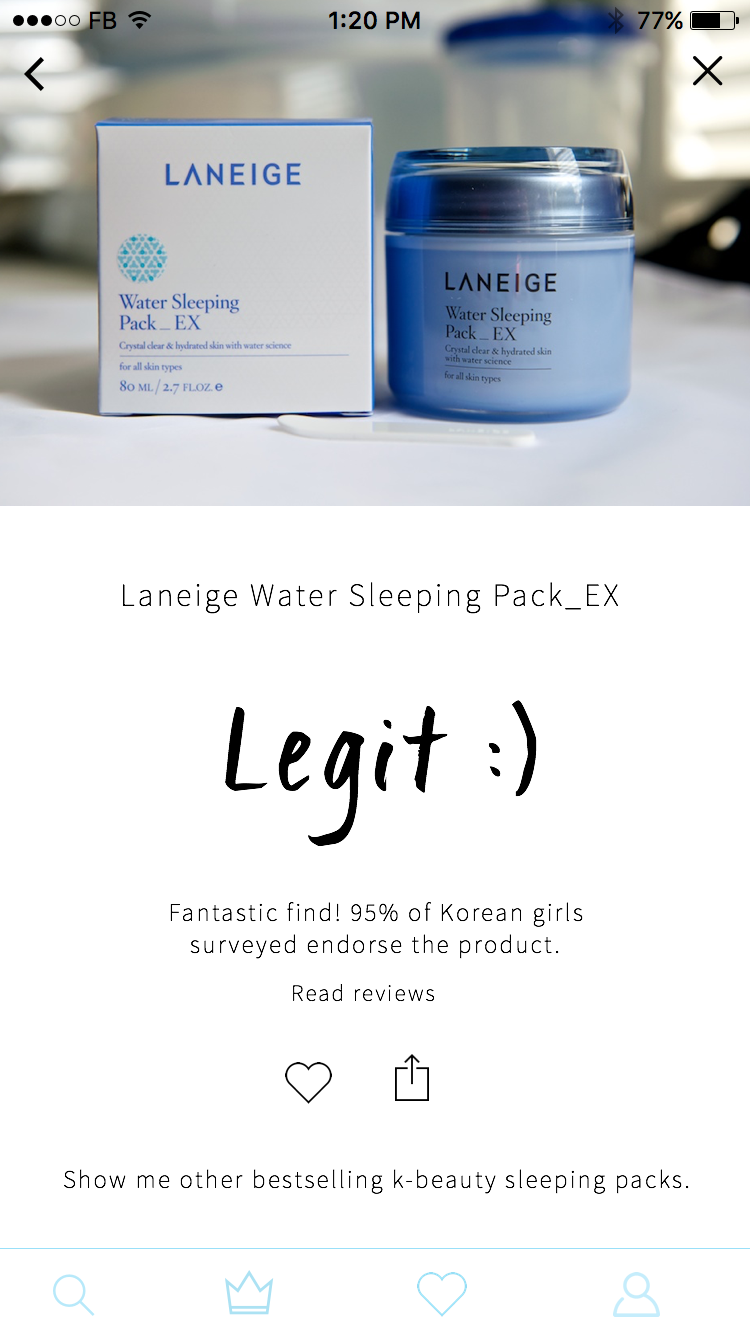 FB 1:20 PM 77%
LANEIGE
Water Sleeping
Pack_EX
Crystal clear & hydrated skin with water science
for all skin types
80 ML/2.7 FL.OZ. e
LANEIGE
Water Sleeping
Pack_EX
Crystal clear & hydrated skin
with water science
for all skin types
Laneige Water Sleeping Pack_EX
Legit :)
Fantastic find! 95% of Korean girls
surveyed endorse the product.
Read reviews
Show me other bestselling k-beauty sleeping packs.